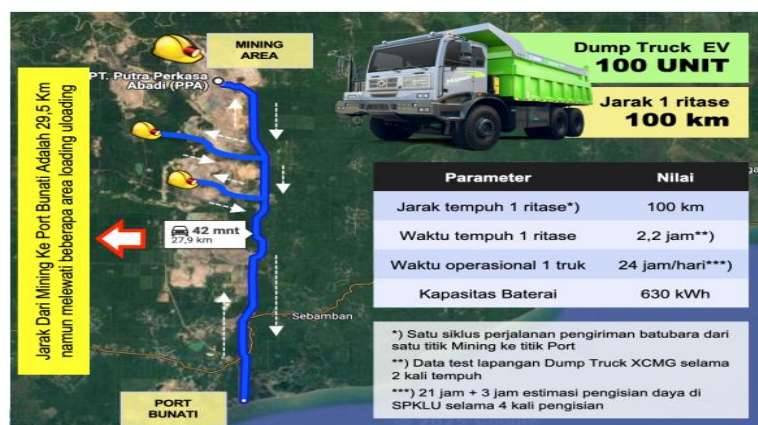 MINING
AREA
PT. Putra Perkasa
Abadi (PPA)
Jarak Dari Mining Ke Port Bunati Adalah 29,5 Km
namun melewati beberapa area loading uloading
42 mnt
27,9 km
Sebamban
PORT
BUNATI
Dump Truck EV
100 UNIT
Jarak 1 ritase
100 km
Parameter Nilai
Jarak tempuh 1 ritase*) 100 km
Waktu tempuh 1 ritase 2,2 jam**)
Waktu operasional 1 truk 24 jam/hari***)
Kapasitas Baterai 630 kWh
*) Satu siklus perjalanan pengiriman batubara dari
satu titik Mining ke titik Port
**) Data test lapangan Dump Truck XCMG selama
2 kali tempuh
***) 21 jam + 3 jam estimasi pengisian daya di
SPKLU selama 4 kali pengisian